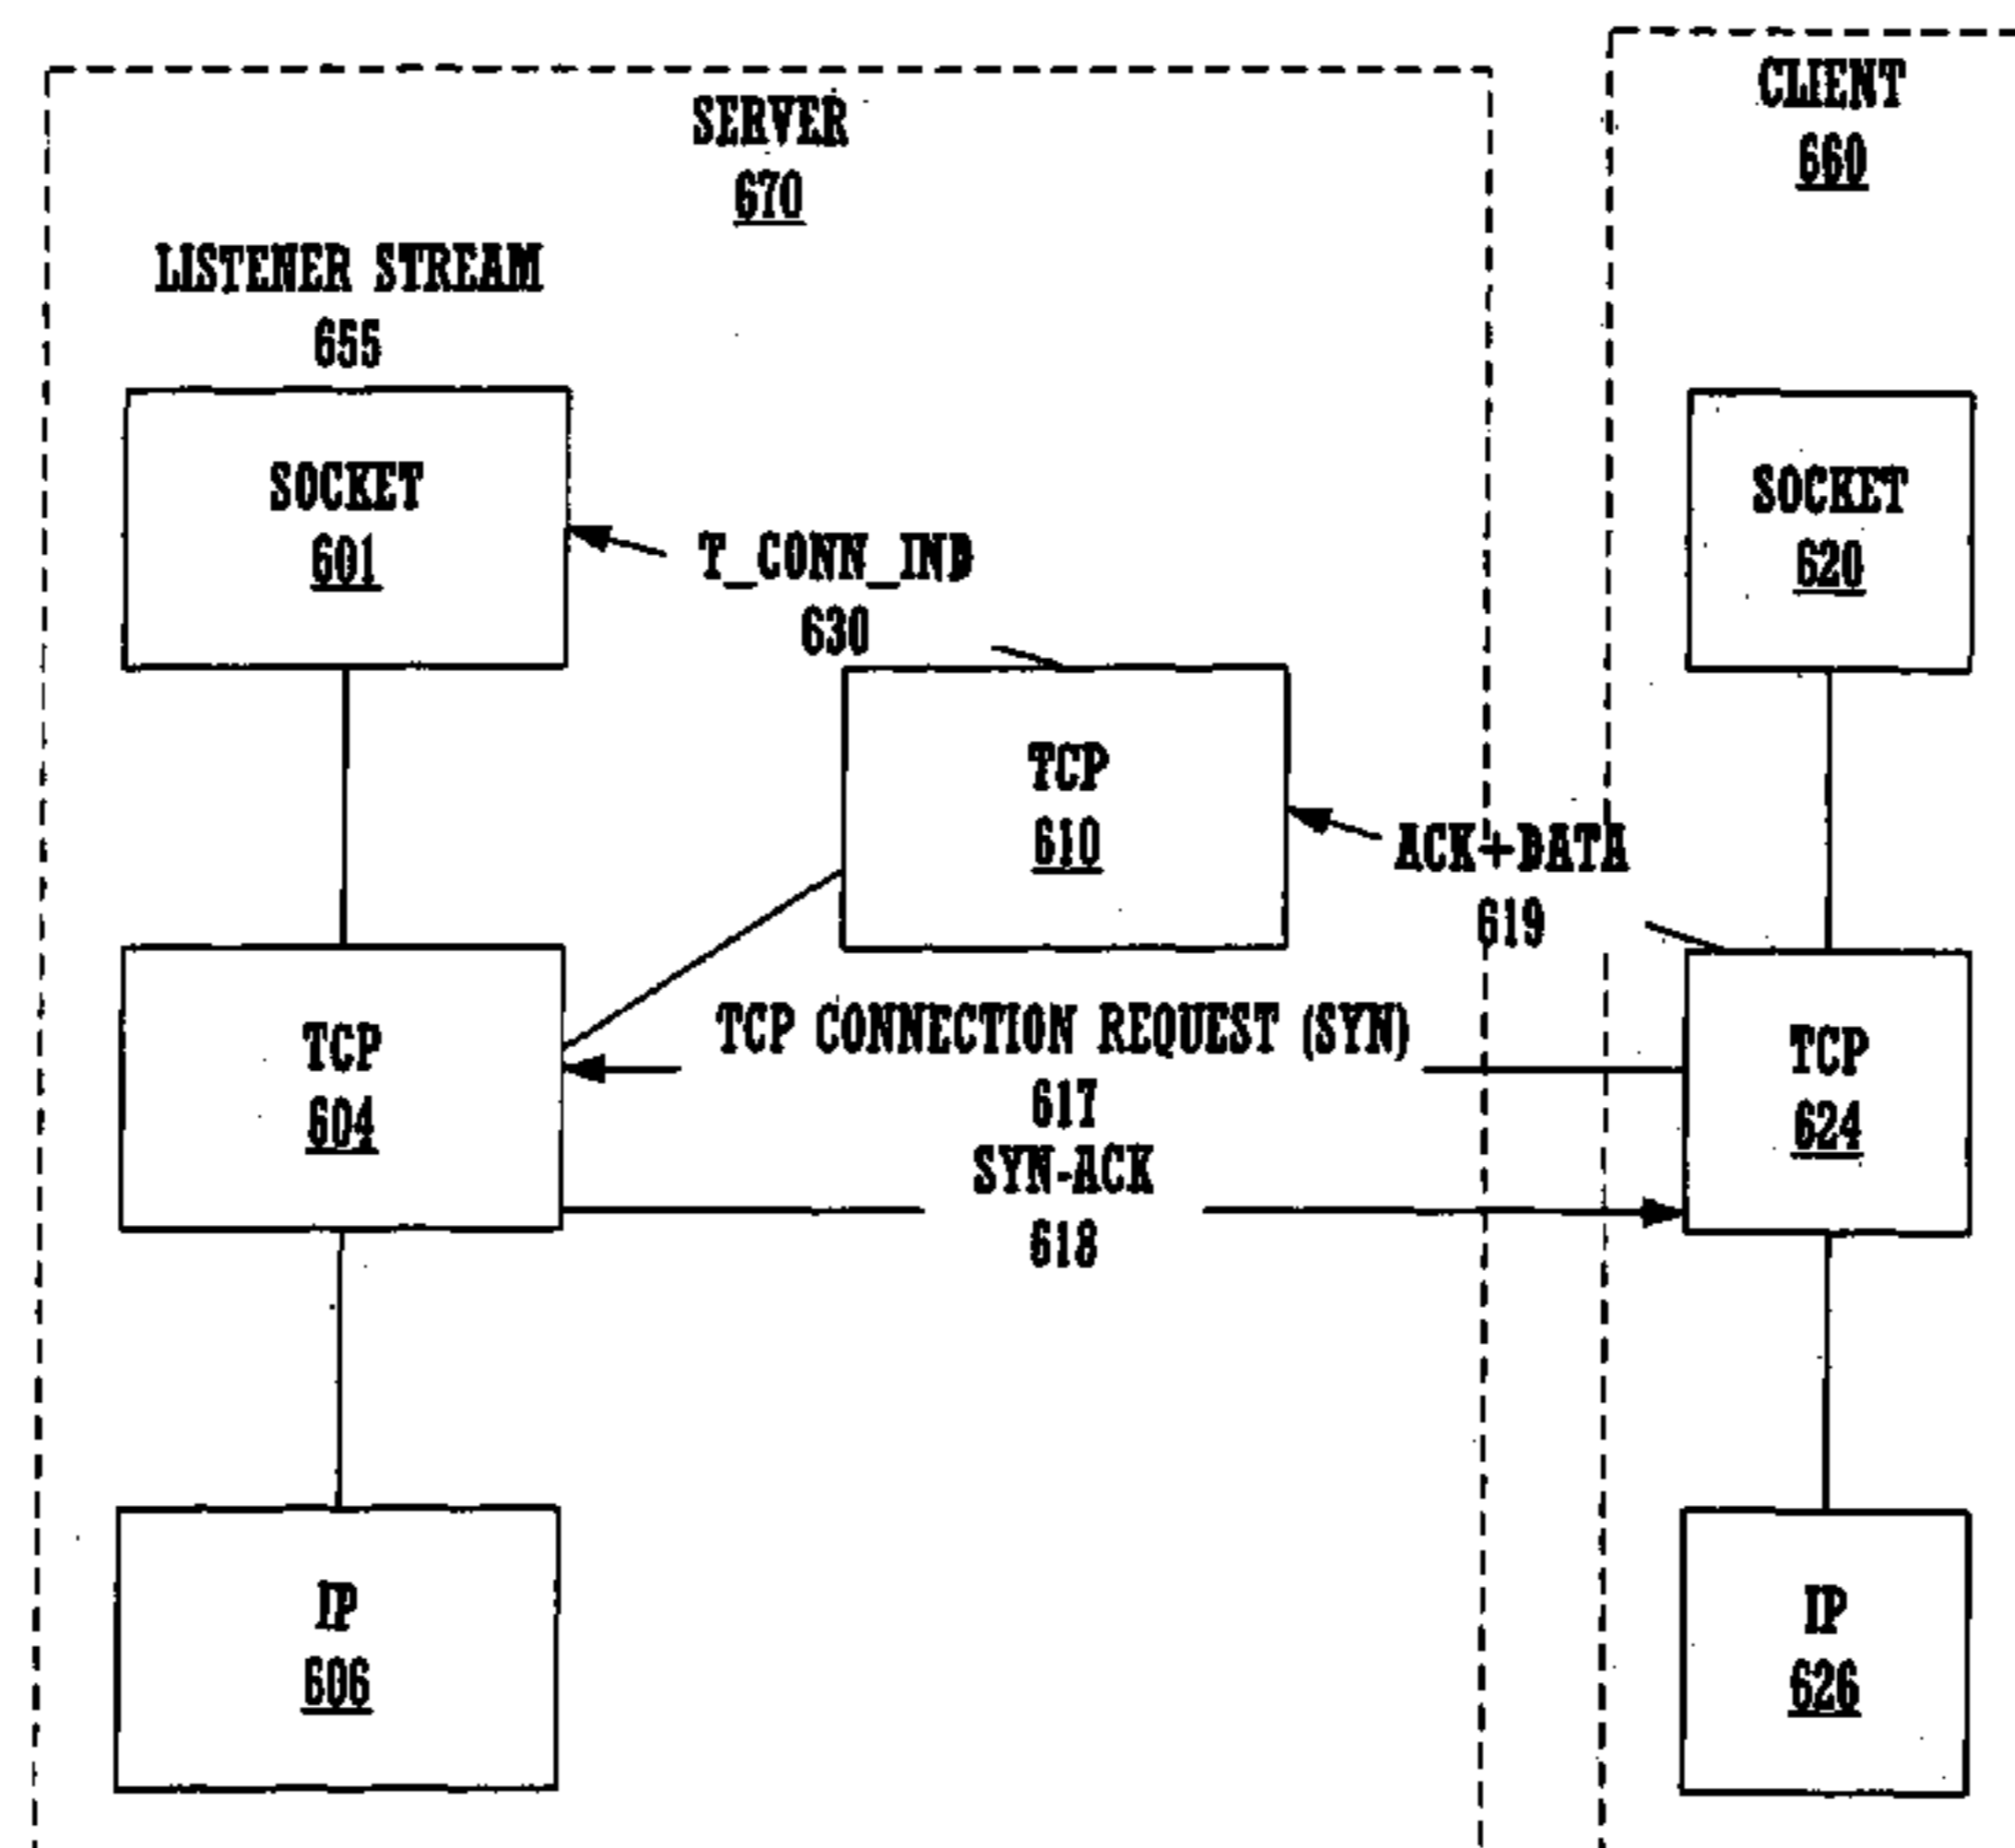 SERVER
670
CLIENT
660
LISTENER STREAM
655
SOCKET
601
T_CONN_IND
630
SOCKET
620
TCP
610
ACK+DATA
619
TCP
604
TCP CONNECTION REQUEST (SYN)
617
SYN-ACK
618
TCP
624
IP
606
IP
626